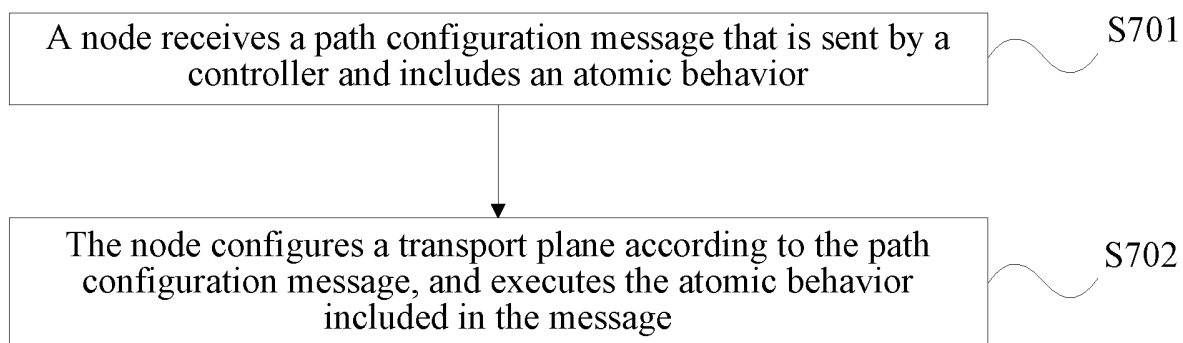 A node receives a path configuration message that is sent by a
controller and includes an atomic behavior
S701
The node configures a transport plane according to the path
configuration message, and executes the atomic behavior
included in the message
S702